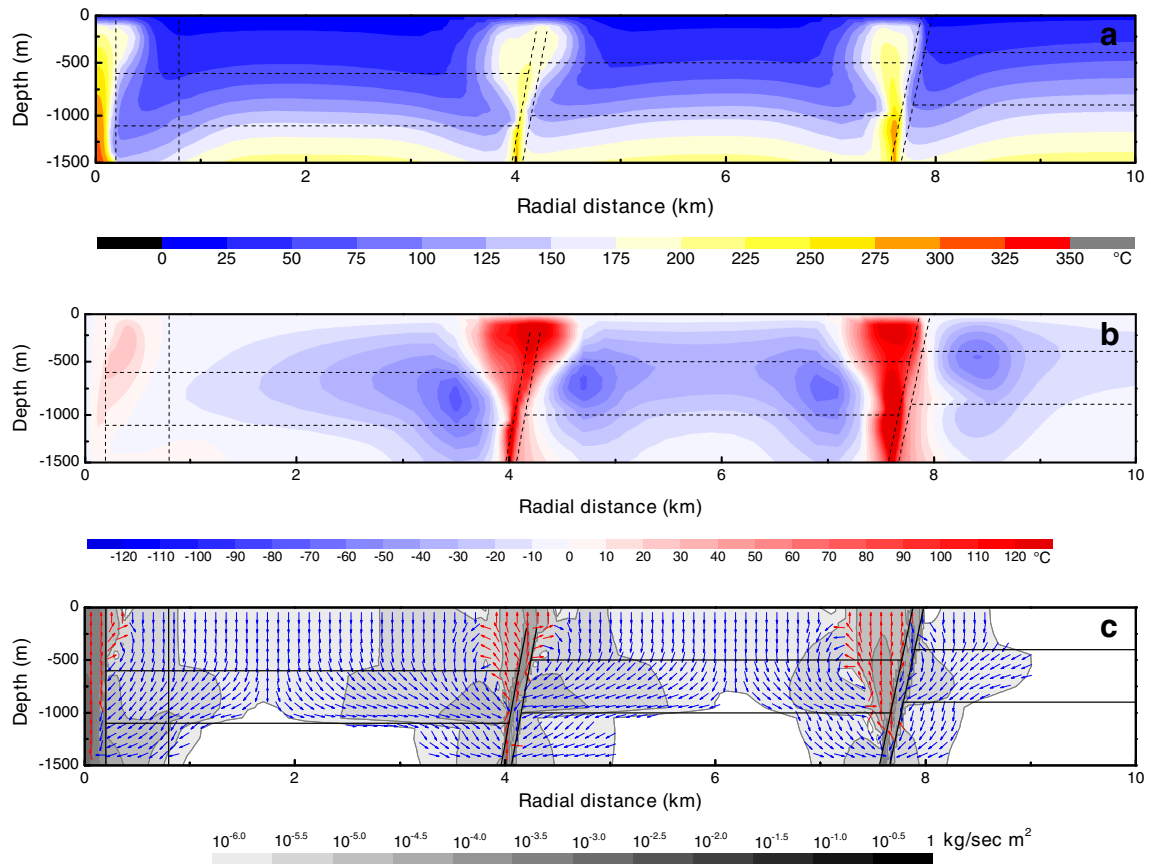 a
Depth (m)
0
-500
-1000
-1500
0 2 4 6 8 10
Radial distance (km)
0 25 50 75 100 125 150 175 200 225 250 275 300 325 350 °C
b
Depth (m)
0
-500
-1000
-1500
0 2 4 6 8 10
Radial distance (km)
-120 -110 -100 -90 -80 -70 -60 -50 -40 -30 -20 -10 0 10 20 30 40 50 60 70 80 90 100 110 120 °C
c
Depth (m)
0
-500
-1000
-1500
0 2 4 6 8 10
Radial distance (km)
10^-6.0 10^-5.5 10^-5.0 10^-4.5 10^-4.0 10^-3.5 10^-3.0 10^-2.5 10^-2.0 10^-1.5 10^-1.0 10^-0.5 1 kg/sec m²